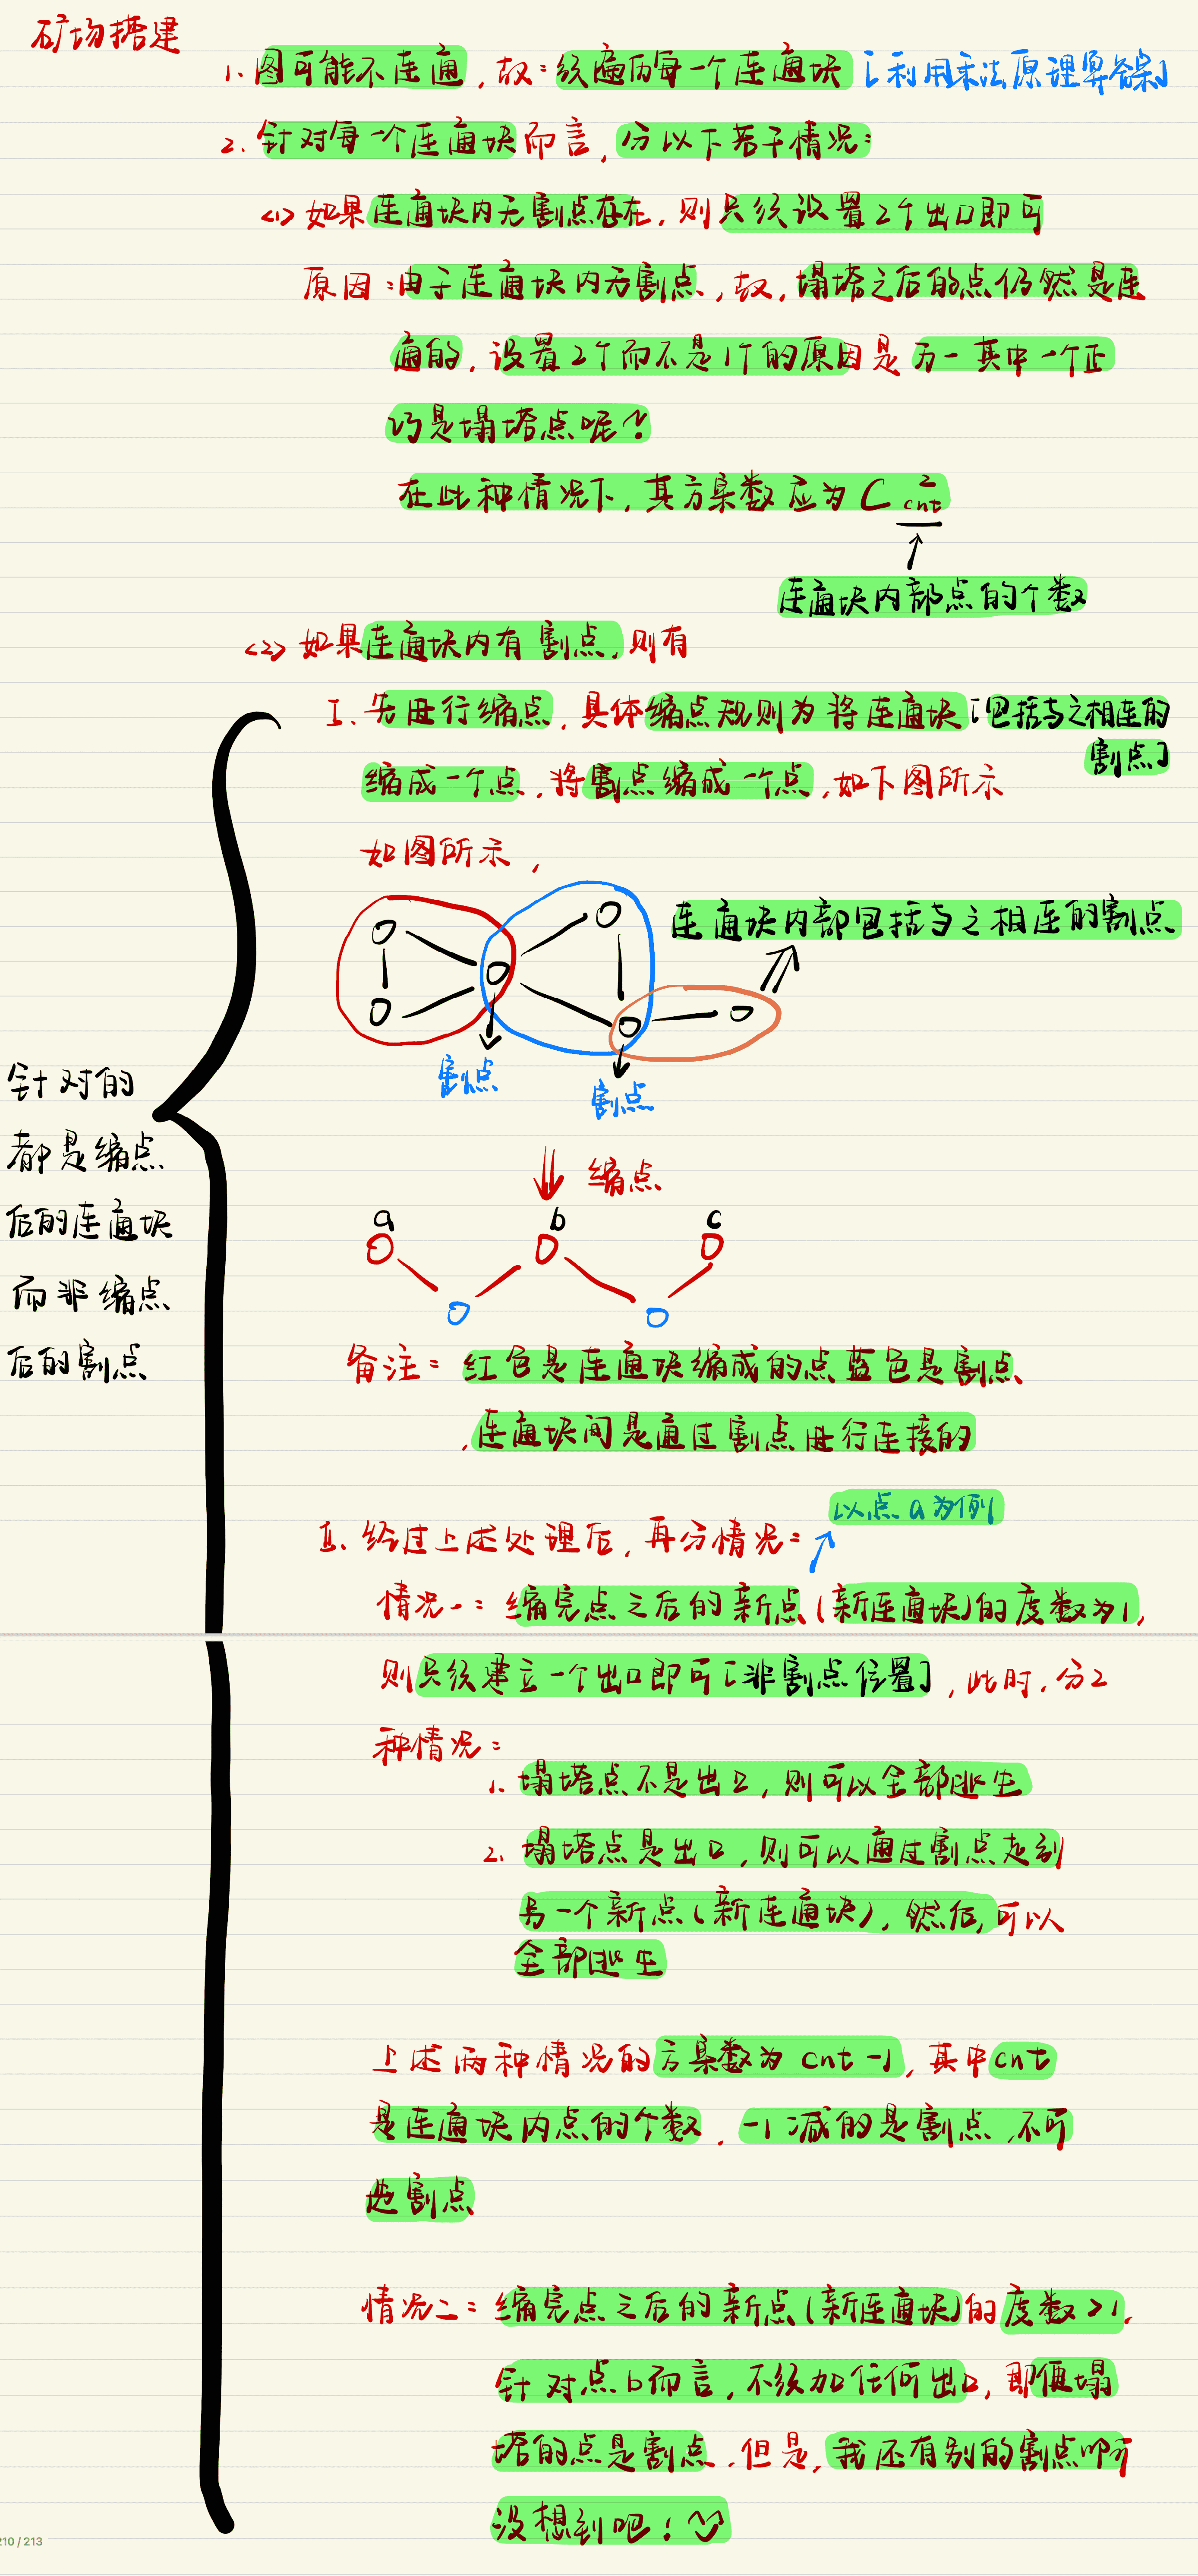 矿场搭建
1. 图可能不连通，故：须遍历每一个连通块 [利用乘法原理算答案]
2. 针对每一个连通块而言，分以下若干情况：
<1> 如果连通块内无割点存在，则只须设置2个出口即可
原因：由于连通块内无割点，故，塌塔之后的点仍然是连
通的，设置2个而不是1个的原因是万一其中一个正
巧是塌塔点呢？
在此种情况下，其方案数应为 C 2 cnt
连通块内部点的个数
<2> 如果连通块内有割点，则有
I. 先进行缩点，具体缩点规则为将连通块 [包括与之相连的
割点]
缩成一个点，将割点缩成一个点，如下图所示
如图所示，
连通块内部包括与之相连的割点
割点
割点
缩点
a b c
备注：红色是连通块缩成的点蓝色是割点
，连通块间是通过割点进行连接的
针对的
都是缩点
后的连通块
而非缩点
后的割点
以点a为例
II. 经过上述处理后，再分情况：
情况一：缩完点之后的新点(新连通块)的度数为1，
则只须建立一个出口即可[非割点位置]，此时，分2
种情况：
1. 塌塔点不是出口，则可以全部逃生
2. 塌塔点是出口，则可以通过割点走到
另一个新点(新连通块)，然后，可以
全部逃生
上述两种情况的方案数为 cnt-1，其中cnt
是连通块内点的个数，-1减的是割点，不可
选割点
情况二：缩完点之后的新点(新连通块)的度数>1，
针对点b而言，不须加任何出口，即便塌
塔的点是割点，但是，我还有别的割点啊
没想到吧！
210 / 213